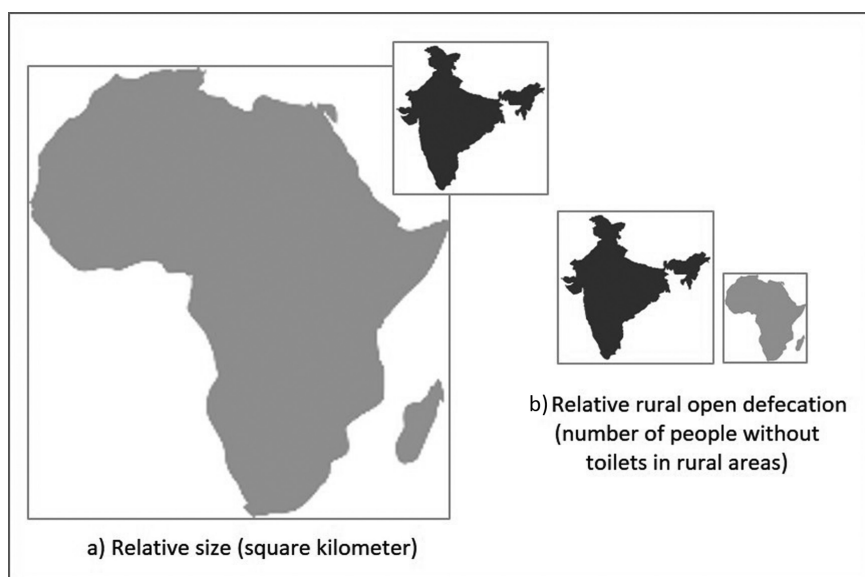 a) Relative size (square kilometer)
b) Relative rural open defecation
(number of people without
toilets in rural areas)